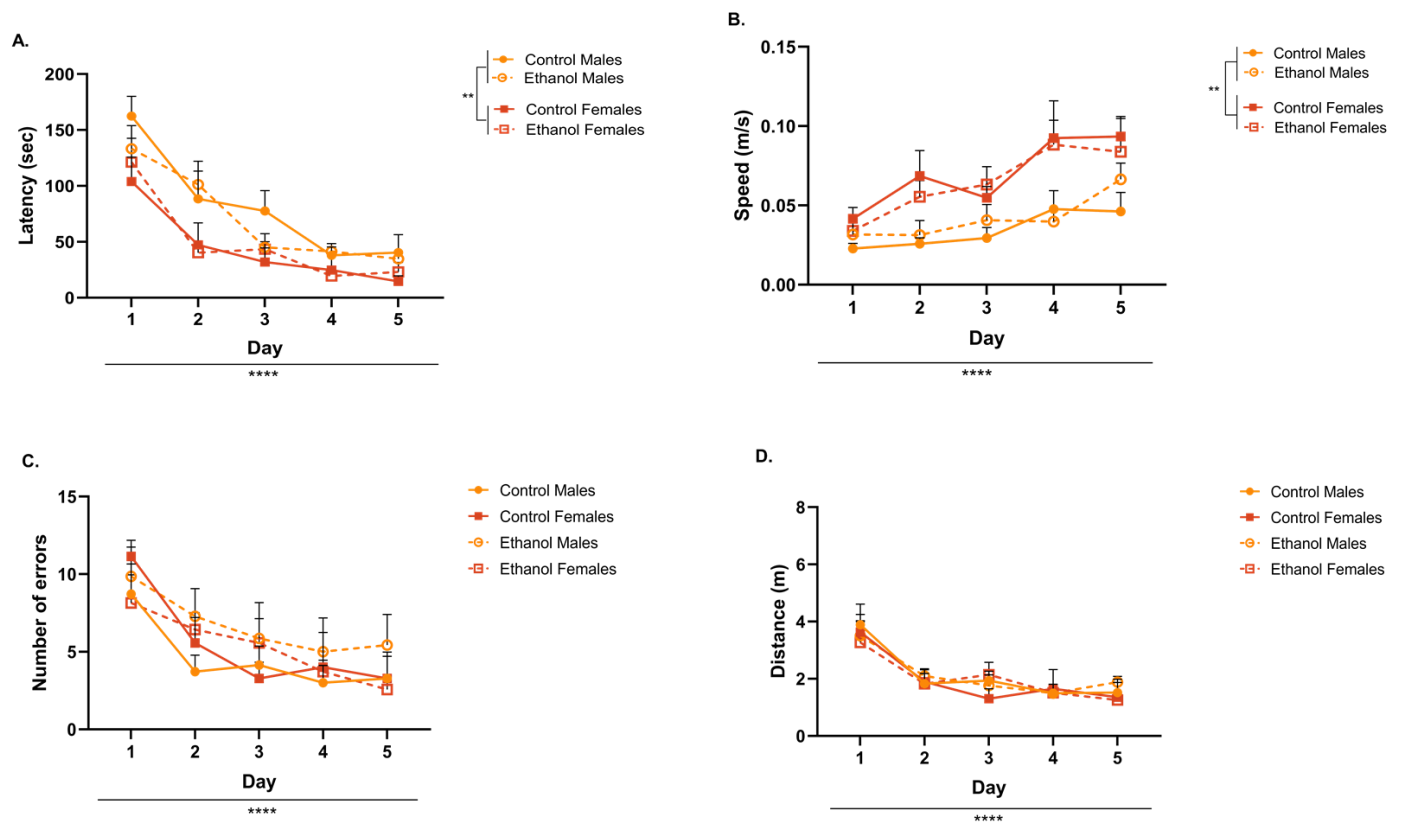 A.
200
150
100
50
0
Latency (sec)
1 2 3 4 5
Day
****
**
Control Males
Ethanol Males
Control Females
Ethanol Females
B.
0.15
0.10
0.05
0.00
Speed (m/s)
1 2 3 4 5
Day
****
**
Control Males
Ethanol Males
Control Females
Ethanol Females
C.
15
10
5
0
Number of errors
1 2 3 4 5
Day
****
Control Males
Control Females
Ethanol Males
Ethanol Females
D.
8
6
4
2
0
Distance (m)
1 2 3 4 5
Day
****
Control Males
Control Females
Ethanol Males
Ethanol Females